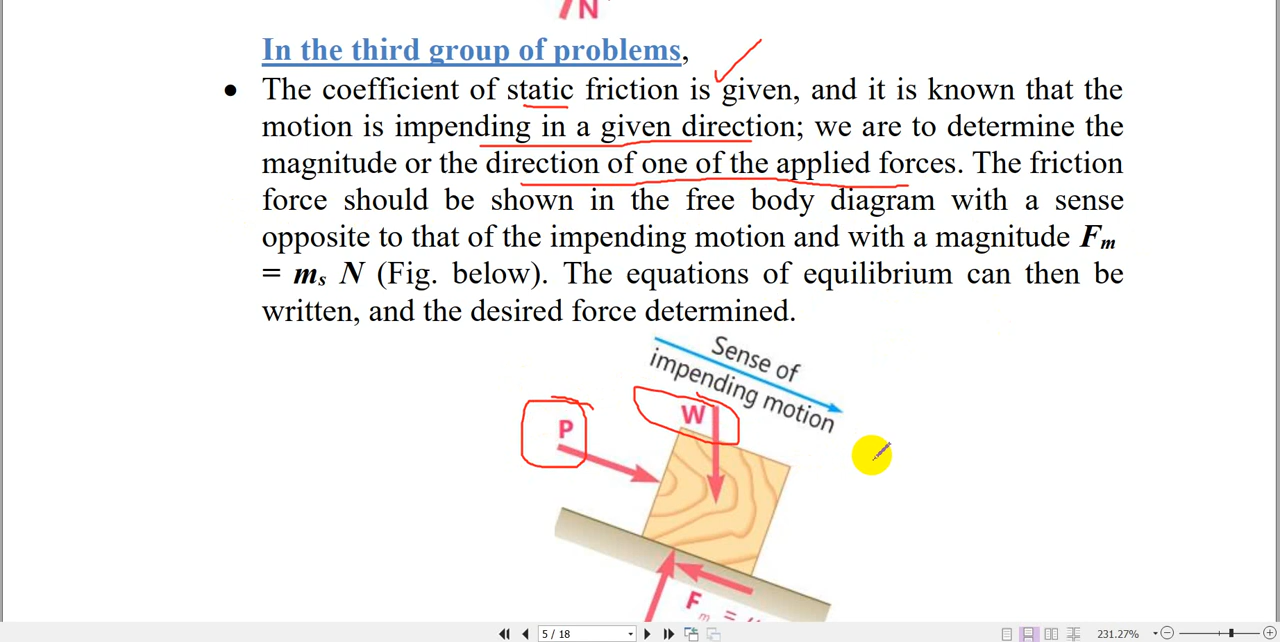 N
In the third group of problems,
• The coefficient of static friction is given, and it is known that the
motion is impending in a given direction; we are to determine the
magnitude or the direction of one of the applied forces. The friction
force should be shown in the free body diagram with a sense
opposite to that of the impending motion and with a magnitude Fm
= ms N (Fig. below). The equations of equilibrium can then be
written, and the desired force determined.
Sense of
impending motion
W
P
F m =
5 / 18
231.27%